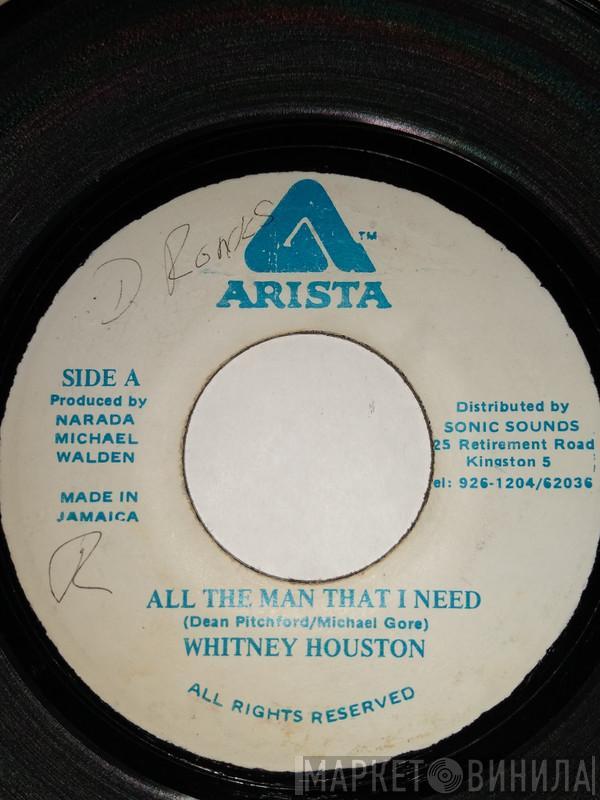 D Rondes
TM
ARISTA
SIDE A
Produced by
NARADA
MICHAEL
WALDEN
MADE IN
JAMAICA
R
Distributed by
SONIC SOUNDS
25 Retirement Road
Kingston 5
el: 926-1204/62036
ALL THE MAN THAT I NEED
(Dean Pitchford/Michael Gore)
WHITNEY HOUSTON
ALL RIGHTS RESERVED
МАРКЕТ ВИНИЛА